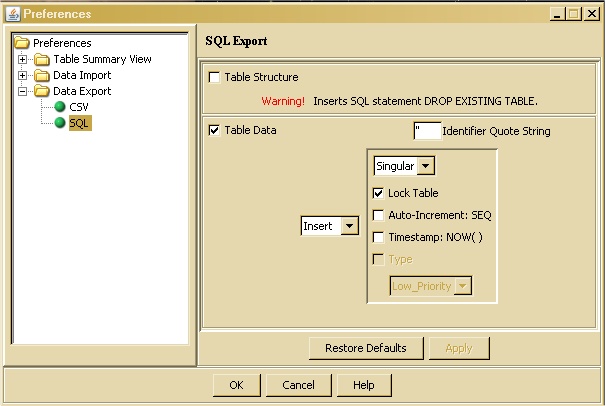 Preferences
Preferences
Table Summary View
Data Import
Data Export
CSV
SQL
SQL Export
Table Structure
Warning! Inserts SQL statement DROP EXISTING TABLE.
Table Data
" Identifier Quote String
Singular
Lock Table
Insert
Auto-Increment: SEQ
Timestamp: NOW( )
Type
Low_Priority
Restore Defaults Apply
OK Cancel Help